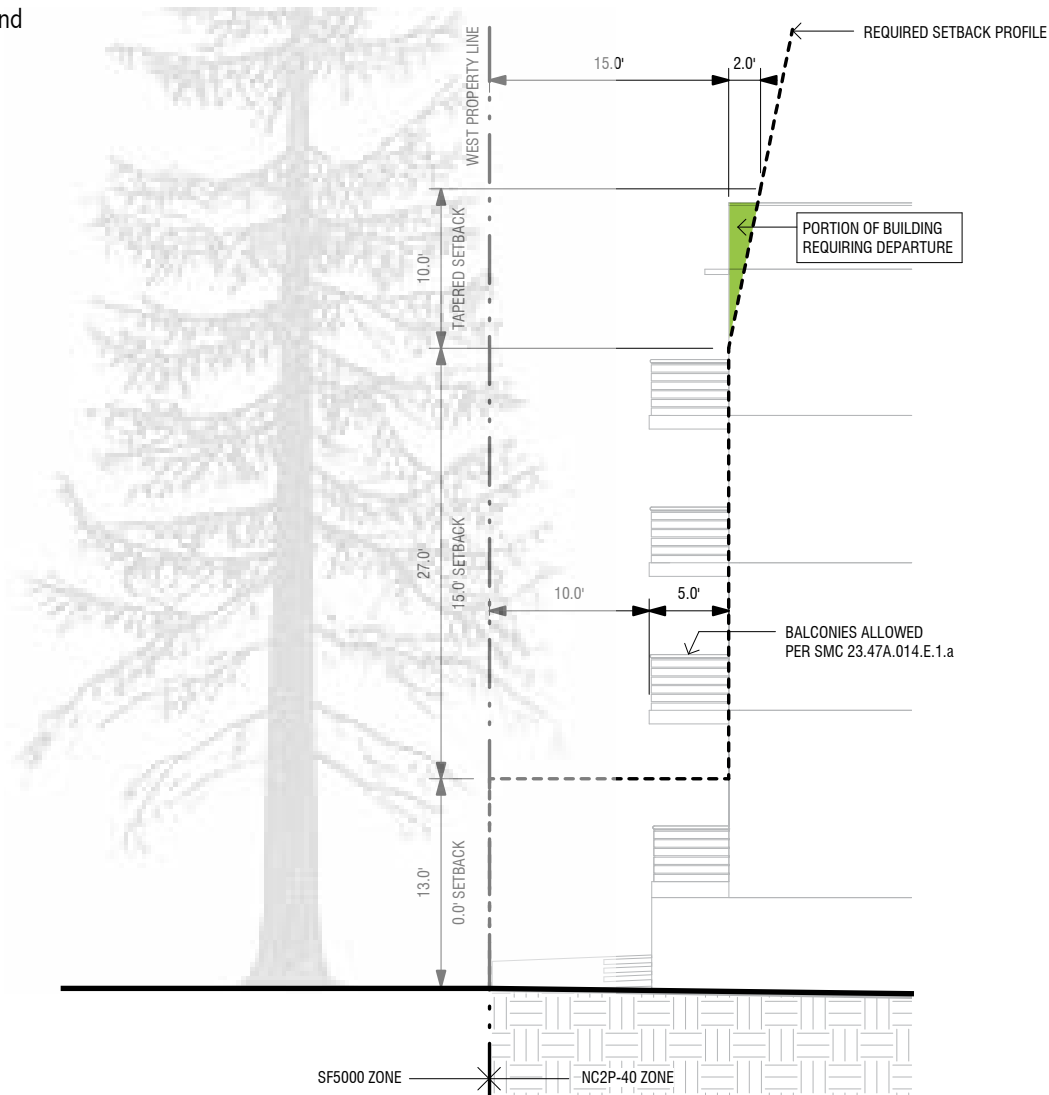 nd
REQUIRED SETBACK PROFILE
WEST PROPERTY LINE
15.0'
2.0'
PORTION OF BUILDING
REQUIRING DEPARTURE
10.0'
TAPERED SETBACK
27.0'
15.0' SETBACK
10.0'
5.0'
BALCONIES ALLOWED
PER SMC 23.47A.014.E.1.a
13.0'
0.0' SETBACK
SF5000 ZONE
NC2P-40 ZONE